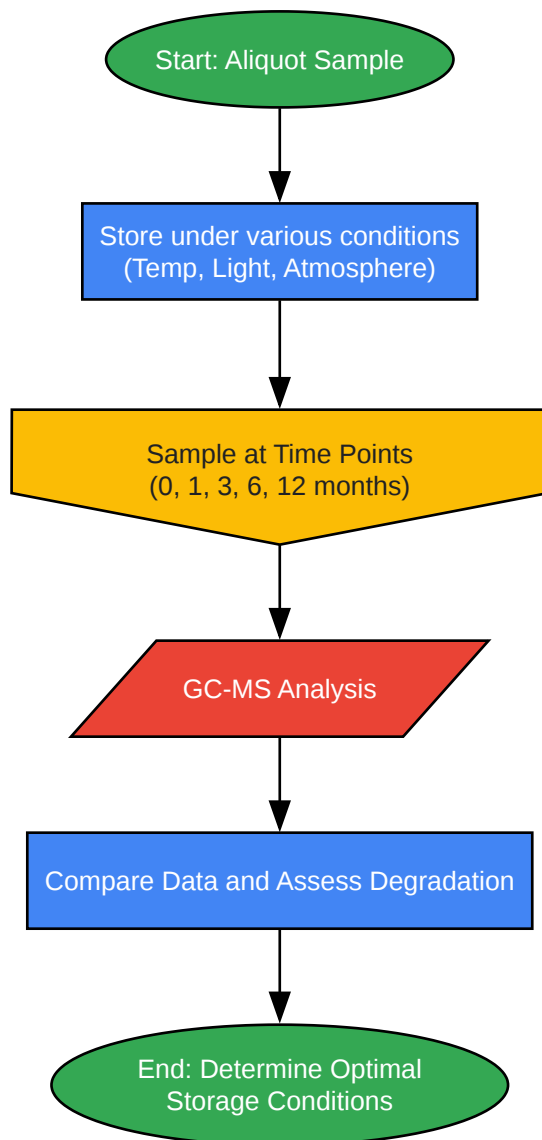 Start: Aliquot Sample
Store under various conditions
(Temp, Light, Atmosphere)
Sample at Time Points
(0, 1, 3, 6, 12 months)
GC-MS Analysis
Compare Data and Assess Degradation
End: Determine Optimal
Storage Conditions